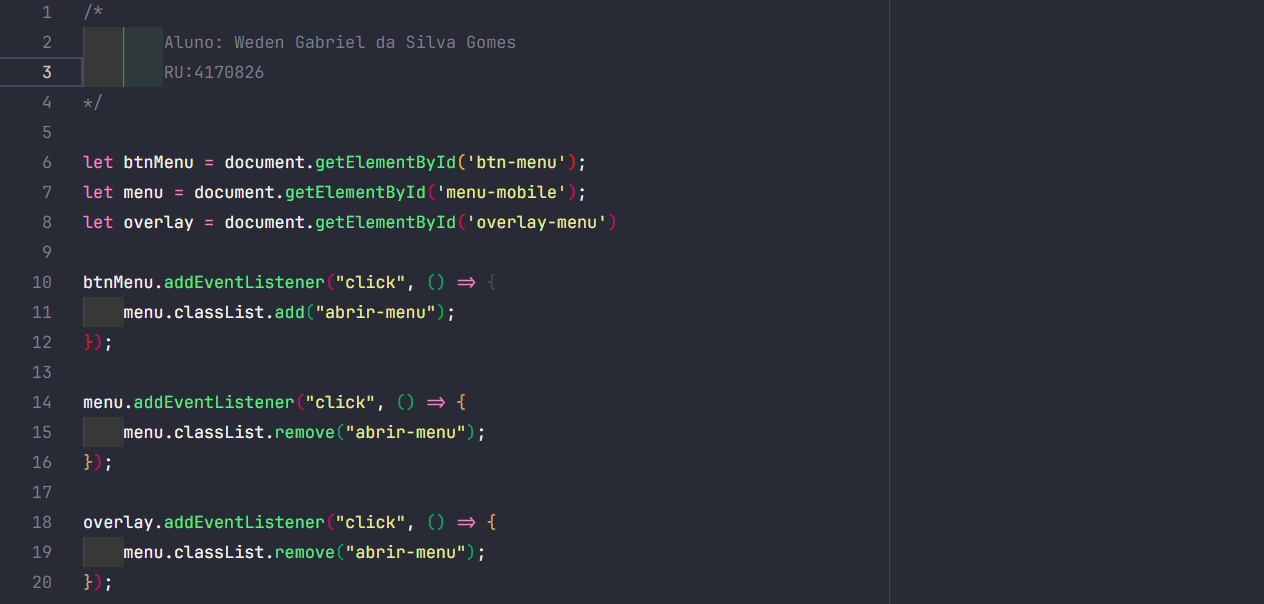 1 /*
2 Aluno: Weden Gabriel da Silva Gomes
3 RU:4170826
4 */
5
6 let btnMenu = document.getElementById('btn-menu');
7 let menu = document.getElementById('menu-mobile');
8 let overlay = document.getElementById('overlay-menu')
9
10 btnMenu.addEventListener("click", () => {
11 menu.classList.add("abrir-menu");
12 });
13
14 menu.addEventListener("click", () => {
15 menu.classList.remove("abrir-menu");
16 });
17
18 overlay.addEventListener("click", () => {
19 menu.classList.remove("abrir-menu");
20 });